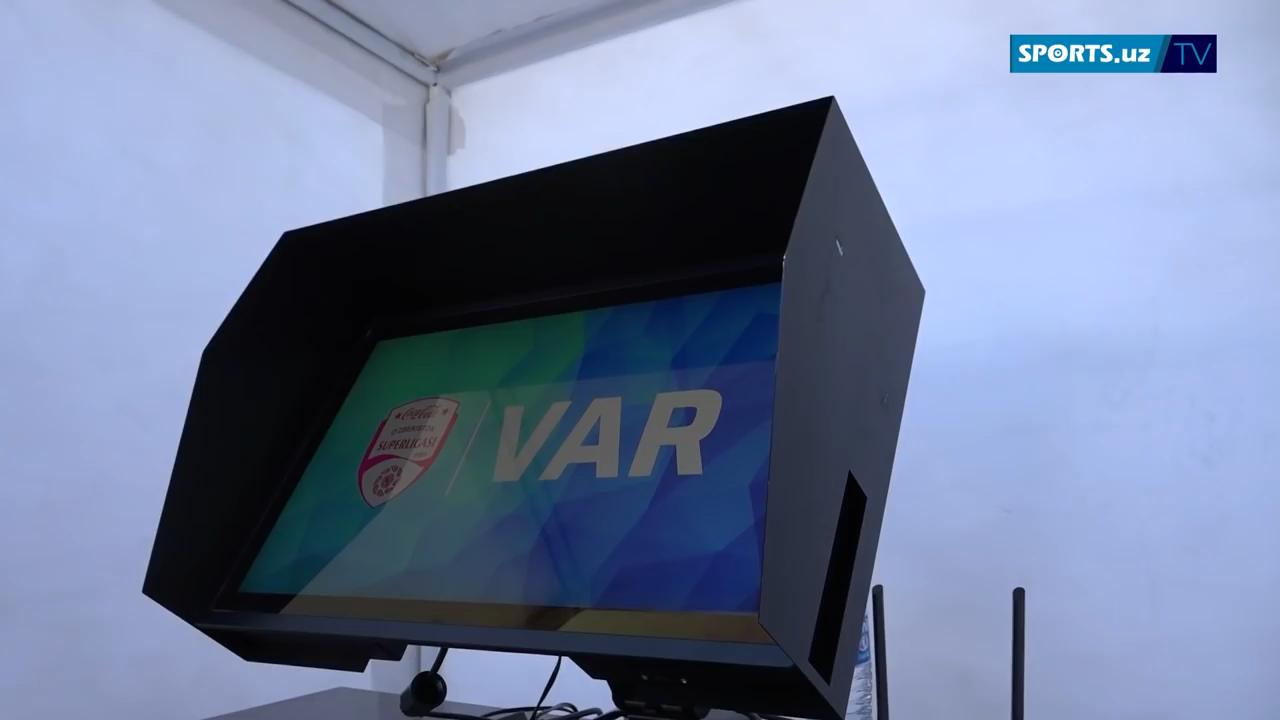 SPORTS.uz TV
Coca-Cola
O'ZBEKISTON
SUPERLIGASI
VAR